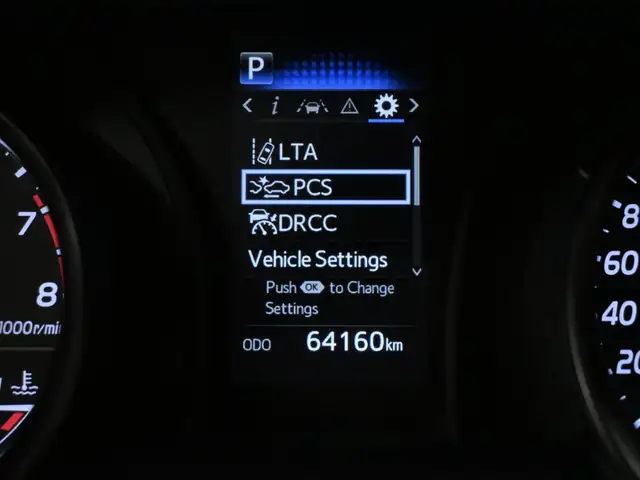 P
i
LTA
PCS
DRCC
Vehicle Settings
Push OK to Change
Settings
ODO 64160km
7
8
1000r/min
8
60
40
20